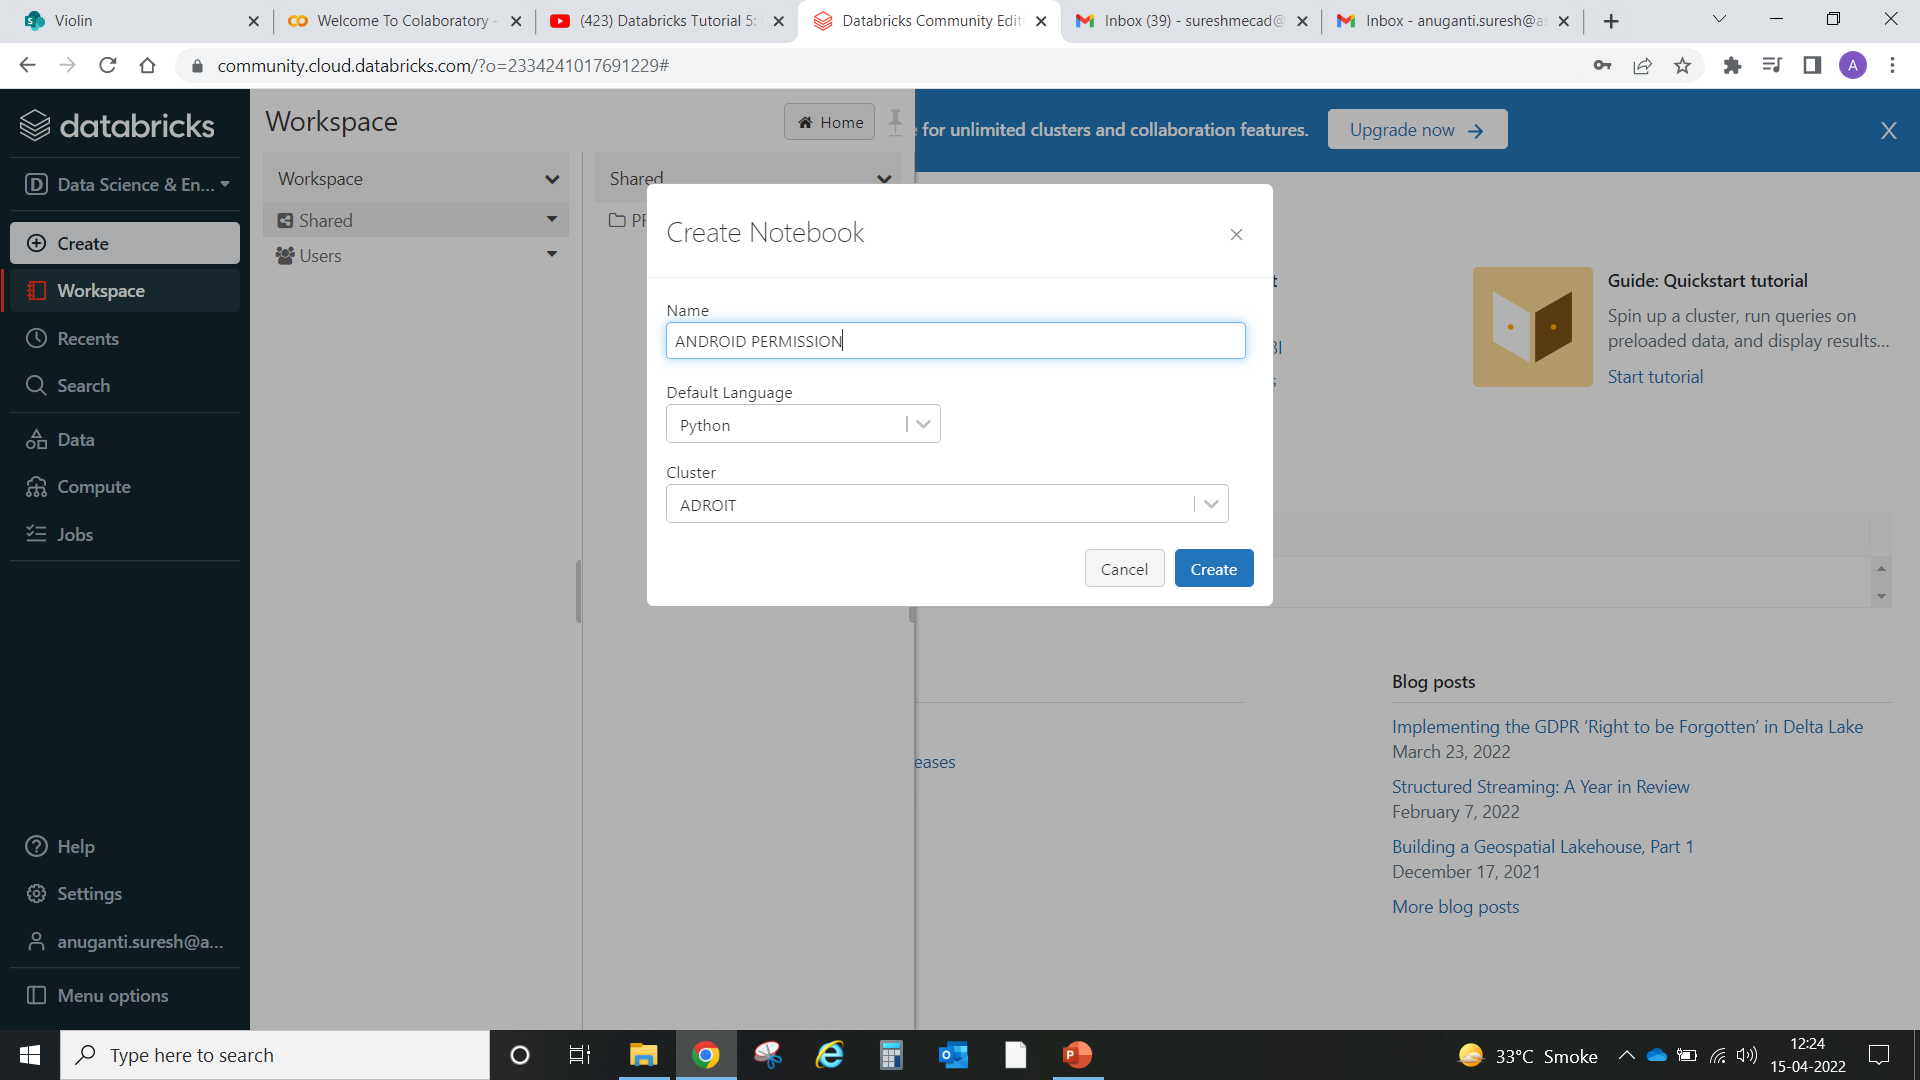 Violin
Welcome To Colaboratory -
(423) Databricks Tutorial 5:
Databricks Community Editi
Inbox (39) - sureshmecad@
Inbox - anuganti.suresh@a
community.cloud.databricks.com/?o=2334241017691229#
A
databricks
D Data Science & En...
Create
Workspace
Recents
Search
Data
Compute
Jobs
Help
Settings
anuganti.suresh@a...
Menu options
Workspace
Home
Workspace
Shared
Users
Shared
for unlimited clusters and collaboration features.
Upgrade now
X
Create Notebook
×
Name
ANDROID PERMISSION
Default Language
Python
Cluster
ADROIT
Cancel
Create
Guide: Quickstart tutorial
Spin up a cluster, run queries on
preloaded data, and display results...
Start tutorial
eases
Blog posts
Implementing the GDPR ‘Right to be Forgotten’ in Delta Lake
March 23, 2022
Structured Streaming: A Year in Review
February 7, 2022
Building a Geospatial Lakehouse, Part 1
December 17, 2021
More blog posts
Type here to search
33°C Smoke
12:24
15-04-2022